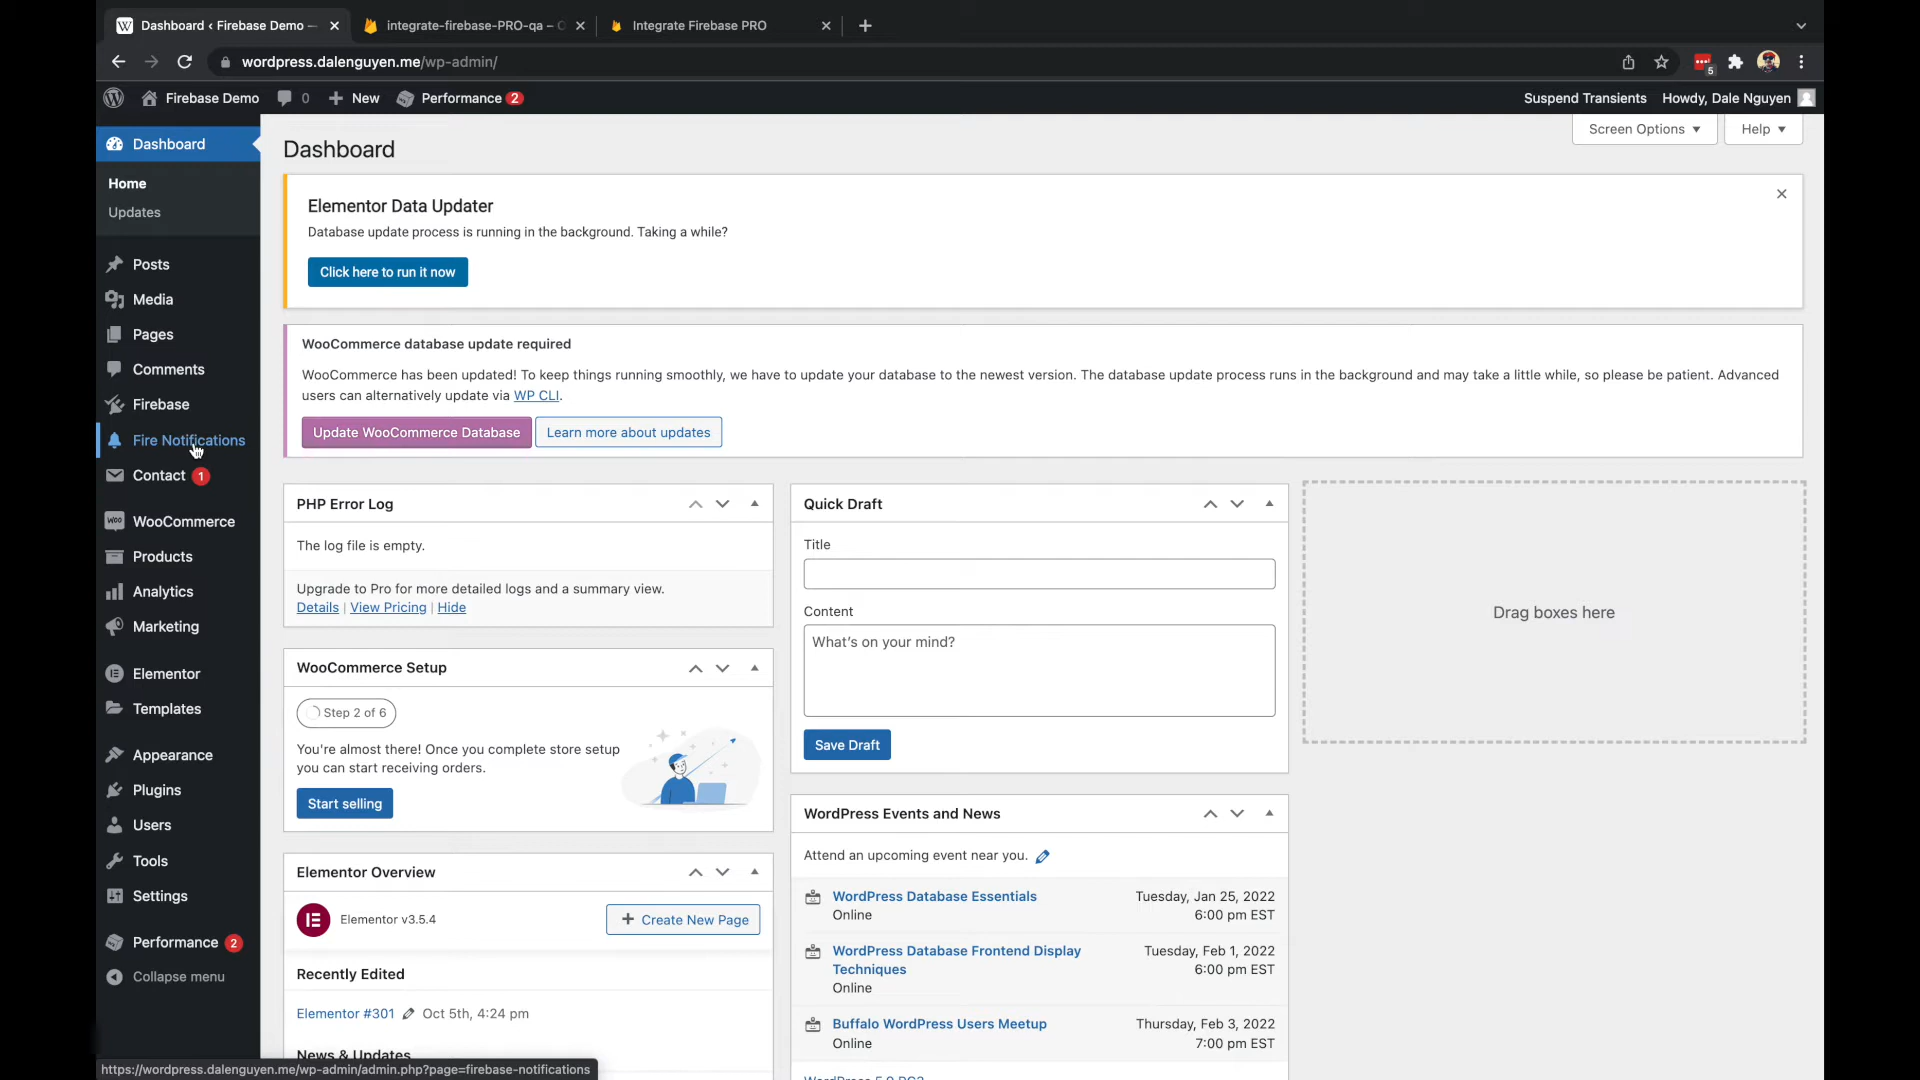 Dashboard ‹ Firebase Demo —
integrate-firebase-PRO-qa – O
Integrate Firebase PRO
wordpress.dalenguyen.me/wp-admin/
5
Firebase Demo
0
New
Performance 2
Suspend Transients
Howdy, Dale Nguyen
Dashboard
Home
Updates
Posts
Media
Pages
Comments
Firebase
Fire Notifications
Contact 1
WooCommerce
Products
Analytics
Marketing
Elementor
Templates
Appearance
Plugins
Users
Tools
Settings
Performance 2
Collapse menu
Screen Options
Help
Dashboard
Elementor Data Updater
Database update process is running in the background. Taking a while?
Click here to run it now
WooCommerce database update required
WooCommerce has been updated! To keep things running smoothly, we have to update your database to the newest version. The database update process runs in the background and may take a little while, so please be patient. Advanced
users can alternatively update via WP CLI.
Update WooCommerce Database
Learn more about updates
PHP Error Log
The log file is empty.
Upgrade to Pro for more detailed logs and a summary view.
Details | View Pricing | Hide
WooCommerce Setup
Step 2 of 6
You're almost there! Once you complete store setup
you can start receiving orders.
Start selling
Elementor Overview
Elementor v3.5.4
Create New Page
Recently Edited
Elementor #301
Oct 5th, 4:24 pm
News & Updates
Quick Draft
Title
Content
What's on your mind?
Save Draft
WordPress Events and News
Attend an upcoming event near you.
WordPress Database Essentials
Online
Tuesday, Jan 25, 2022
6:00 pm EST
WordPress Database Frontend Display
Techniques
Online
Tuesday, Feb 1, 2022
6:00 pm EST
Buffalo WordPress Users Meetup
Online
Thursday, Feb 3, 2022
7:00 pm EST
Drag boxes here
https://wordpress.dalenguyen.me/wp-admin/admin.php?page=firebase-notifications